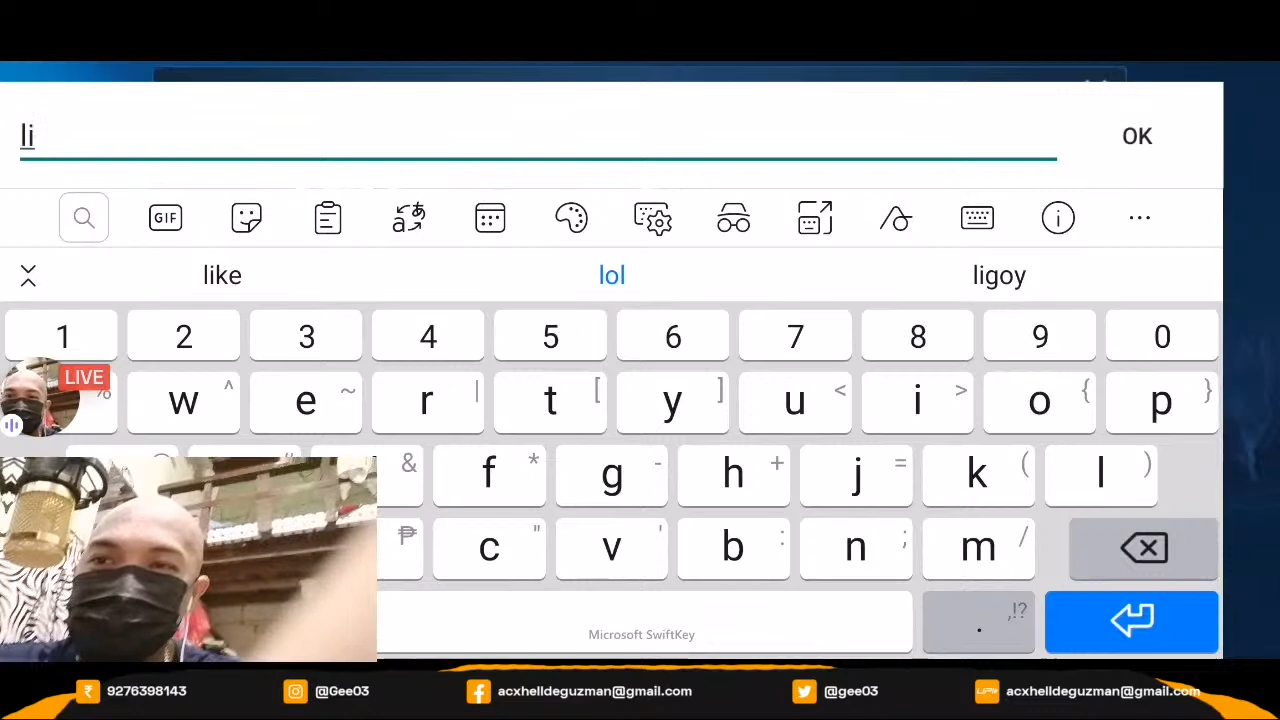 li
OK
GIF
like lol ligoy
1 2 3 4 5 6 7 8 9 0
LIVE
% w ^ e ~ r | t [ y ] u < i > o { p }
& f * g - h + j = k ( l )
₱ c " v ' b : n ; m /
Microsoft SwiftKey . ,!?
9276398143 @Gee03 acxhelldeguzman@gmail.com @gee03 UPI acxhelldeguzman@gmail.com